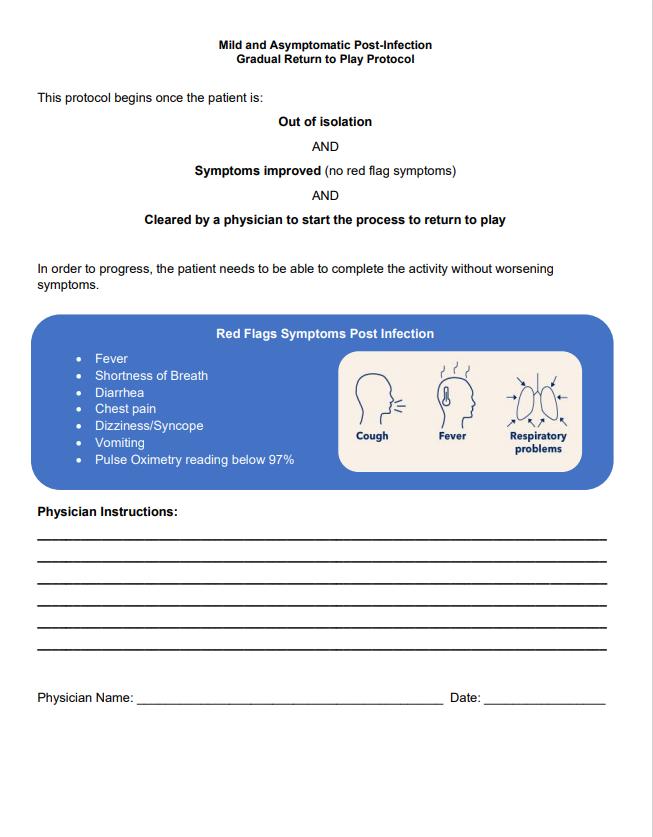 Mild and Asymptomatic Post-Infection
Gradual Return to Play Protocol
This protocol begins once the patient is:
Out of isolation
AND
Symptoms improved (no red flag symptoms)
AND
Cleared by a physician to start the process to return to play
In order to progress, the patient needs to be able to complete the activity without worsening
symptoms.
Red Flags Symptoms Post Infection
• Fever
• Shortness of Breath
• Diarrhea
• Chest pain
• Dizziness/Syncope
• Vomiting
• Pulse Oximetry reading below 97%
Cough
Fever
Respiratory
problems
Physician Instructions:
Physician Name: Date: